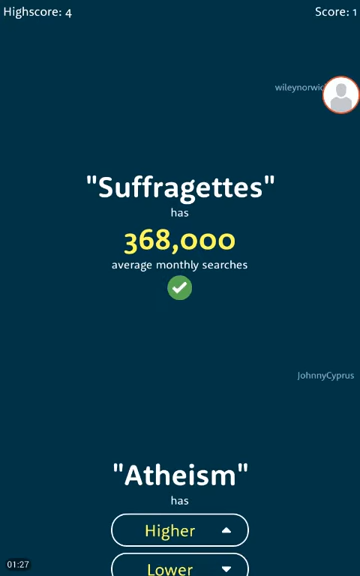 Highscore: 4
Score: 1
"Suffragettes"
has
368,000
average monthly searches
JohnnyCyprus
"Atheism"
has
Higher
Lower
01:27